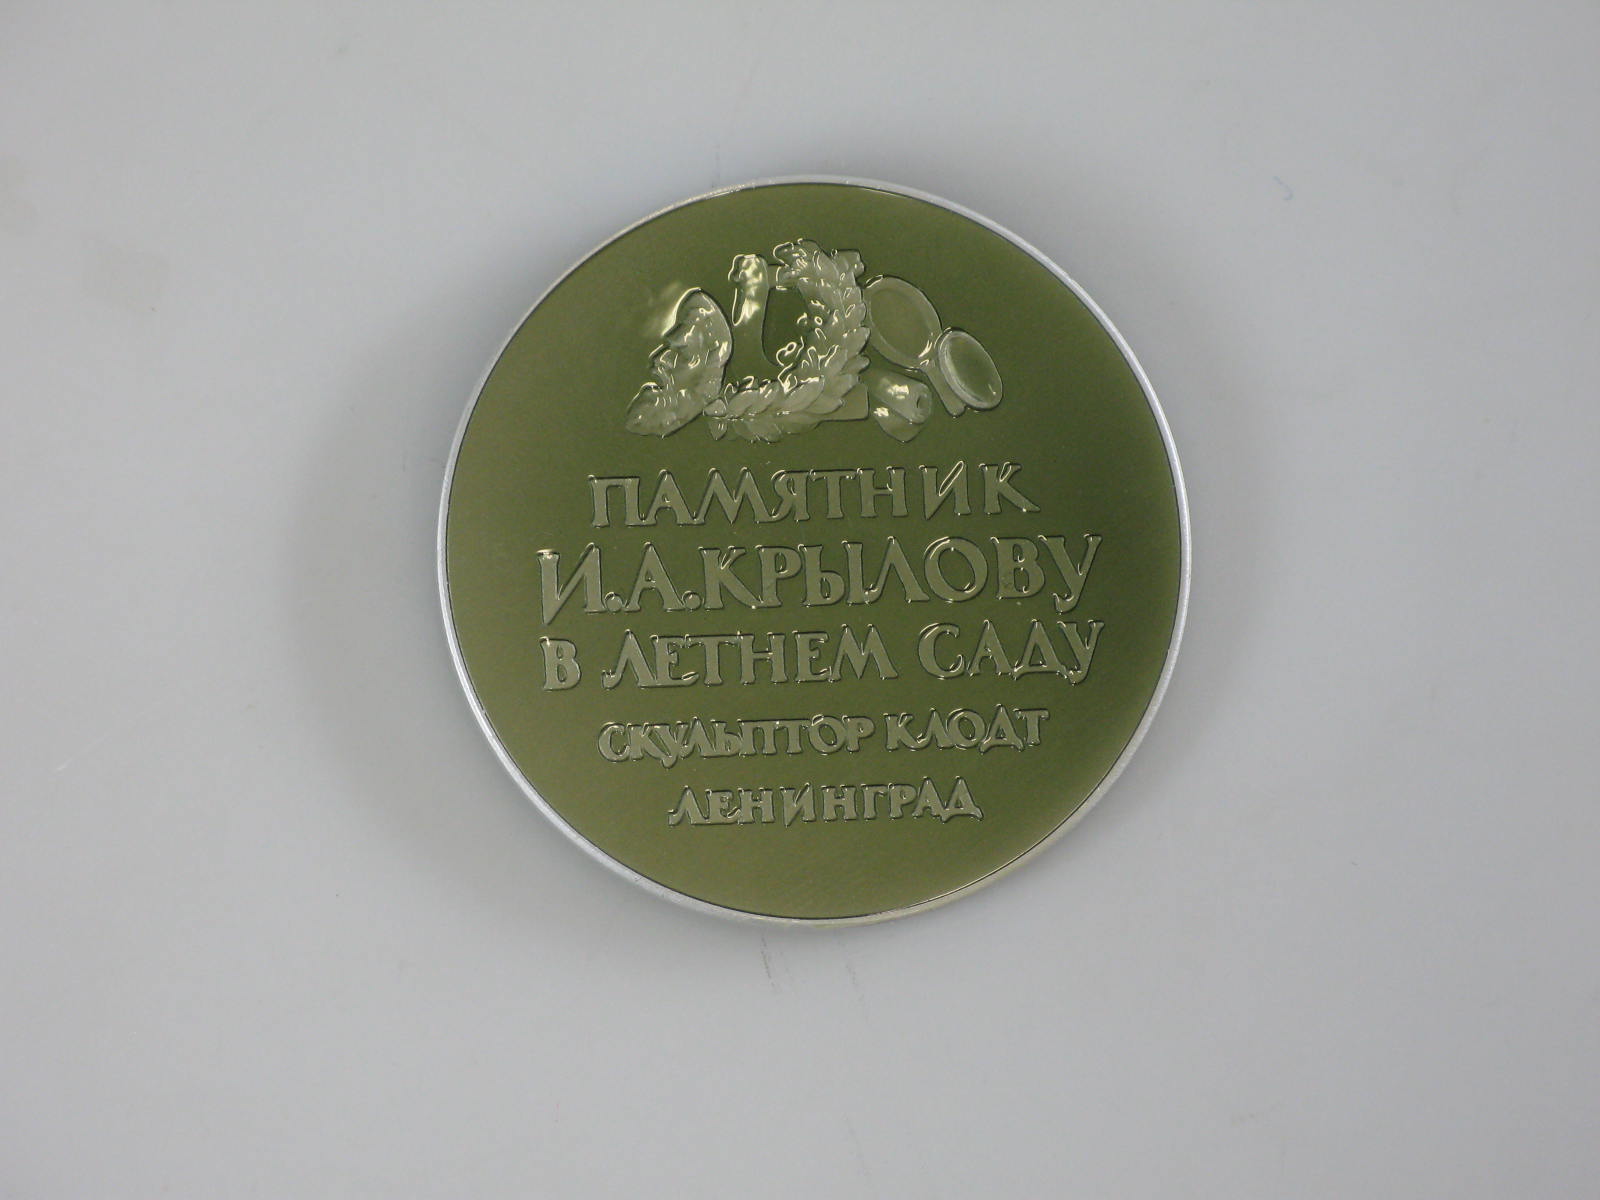 ПАМЯТНИК
И.А.КРЫЛОВУ
В ЛЕТНЕМ САДУ
СКУЛЬПТОР КЛОДТ
ЛЕНИНГРАД